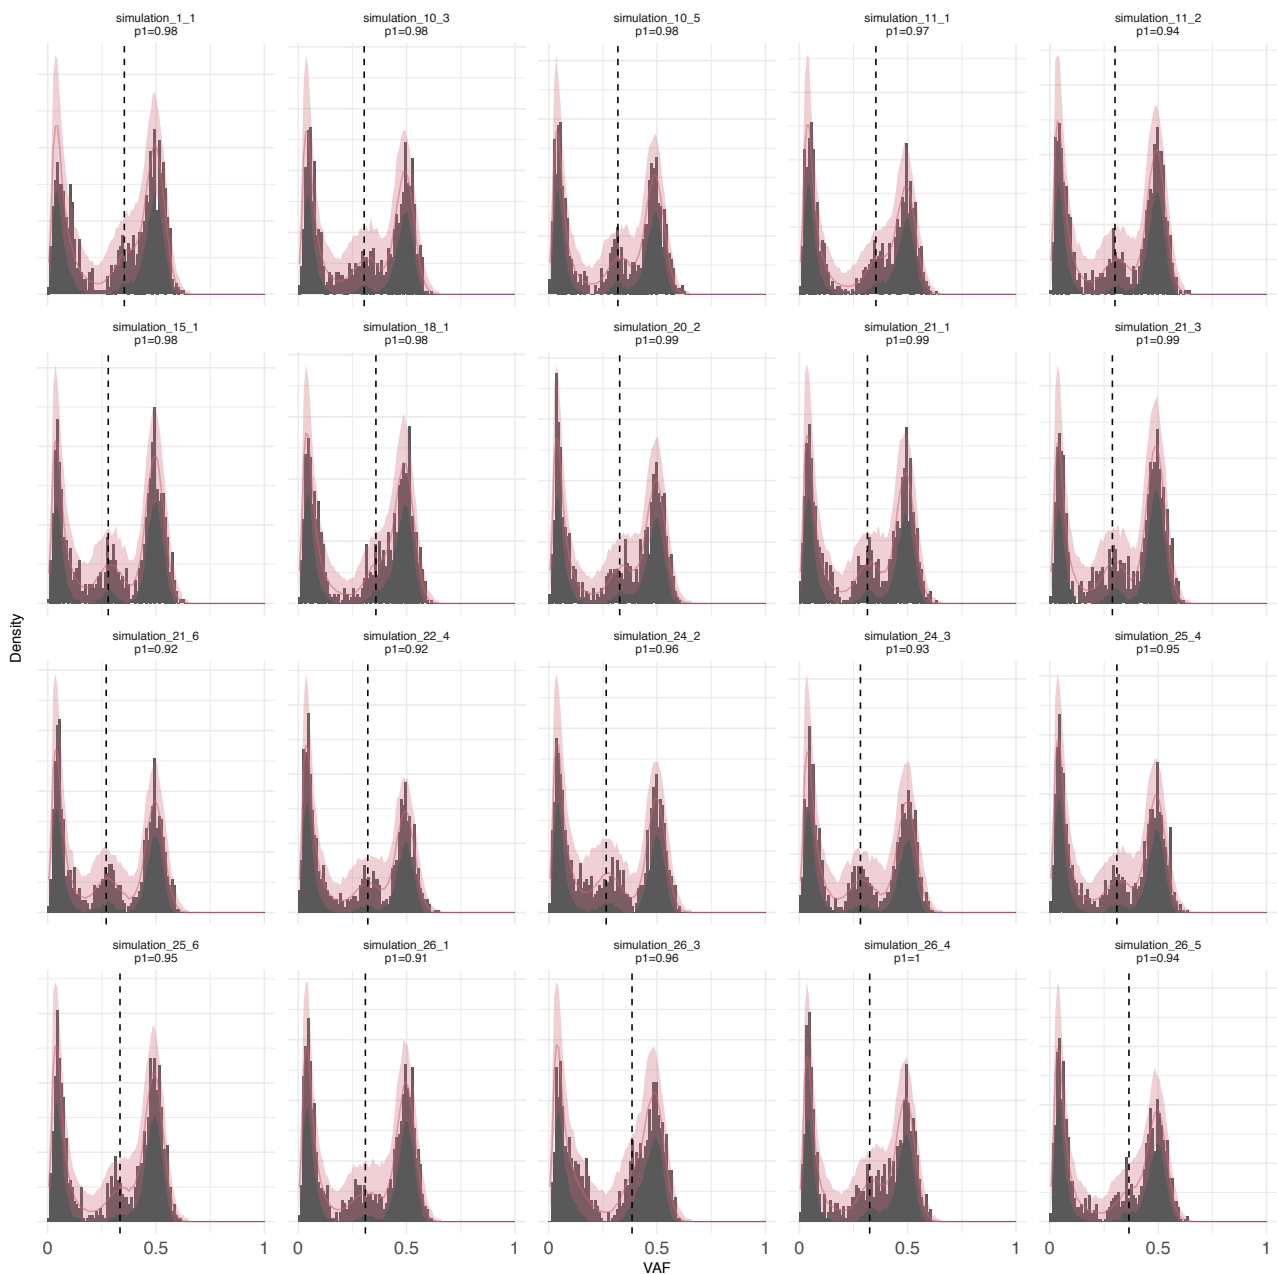 simulation_1_1
p1=0.98
simulation_10_3
p1=0.98
simulation_10_5
p1=0.98
simulation_11_1
p1=0.97
simulation_11_2
p1=0.94
simulation_15_1
p1=0.98
simulation_18_1
p1=0.98
simulation_20_2
p1=0.99
simulation_21_1
p1=0.99
simulation_21_3
p1=0.99
simulation_21_6
p1=0.92
simulation_22_4
p1=0.92
simulation_24_2
p1=0.96
simulation_24_3
p1=0.93
simulation_25_4
p1=0.95
simulation_25_6
p1=0.95
simulation_26_1
p1=0.91
simulation_26_3
p1=0.96
simulation_26_4
p1=1
simulation_26_5
p1=0.94
Density
0 0.5 1 0 0.5 1 0 0.5 1 0 0.5 1 0 0.5 1
VAF